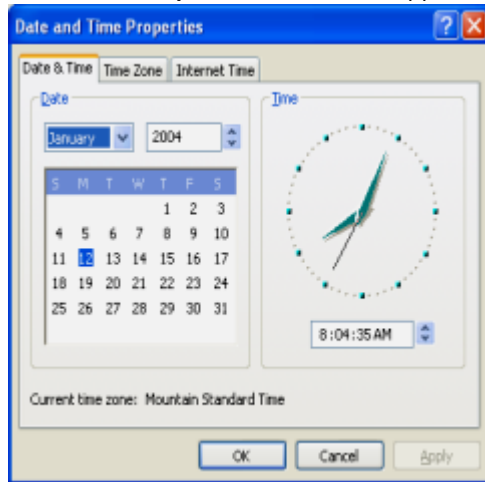 Date and Time Properties
Date & Time Time Zone Internet Time
Date
Time
January 2004
S M T W T F S
1 2 3
4 5 6 7 8 9 10
11 12 13 14 15 16 17
18 19 20 21 22 23 24
25 26 27 28 29 30 31
8:04:35 AM
Current time zone: Mountain Standard Time
OK Cancel Apply